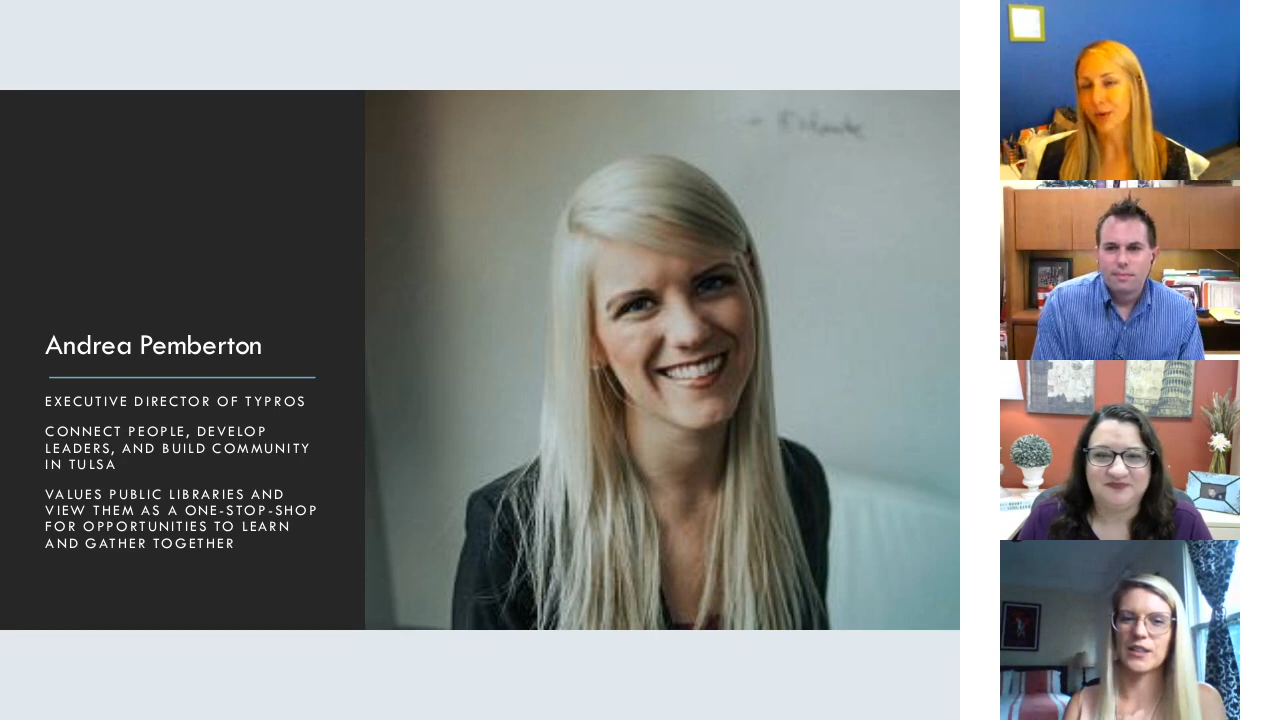 Andrea Pemberton
EXECUTIVE DIRECTOR OF TYPROS
CONNECT PEOPLE, DEVELOP
LEADERS, AND BUILD COMMUNITY
IN TULSA
VALUES PUBLIC LIBRARIES AND
VIEW THEM AS A ONE-STOP-SHOP
FOR OPPORTUNITIES TO LEARN
AND GATHER TOGETHER